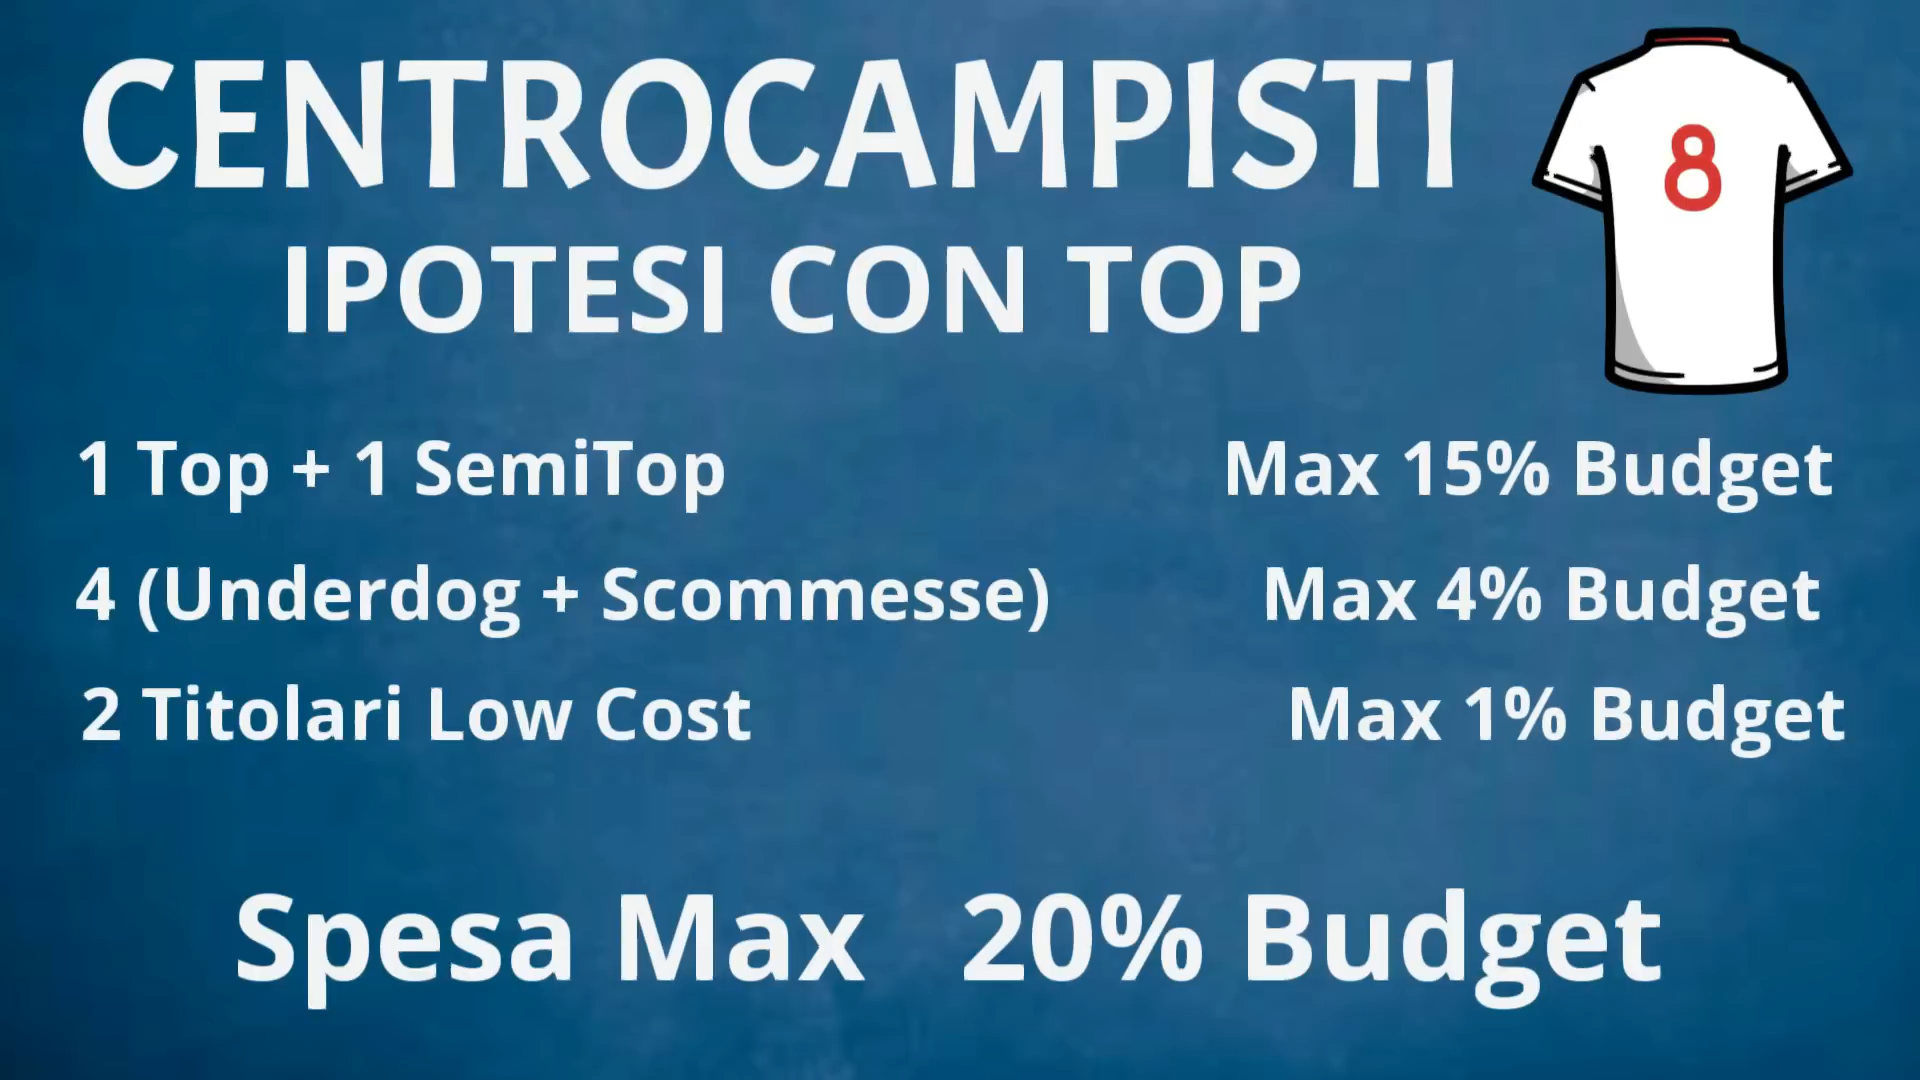 CENTROCAMPISTI
8
IPOTESI CON TOP
1 Top + 1 SemiTop Max 15% Budget
4 (Underdog + Scommesse) Max 4% Budget
2 Titolari Low Cost Max 1% Budget
Spesa Max 20% Budget